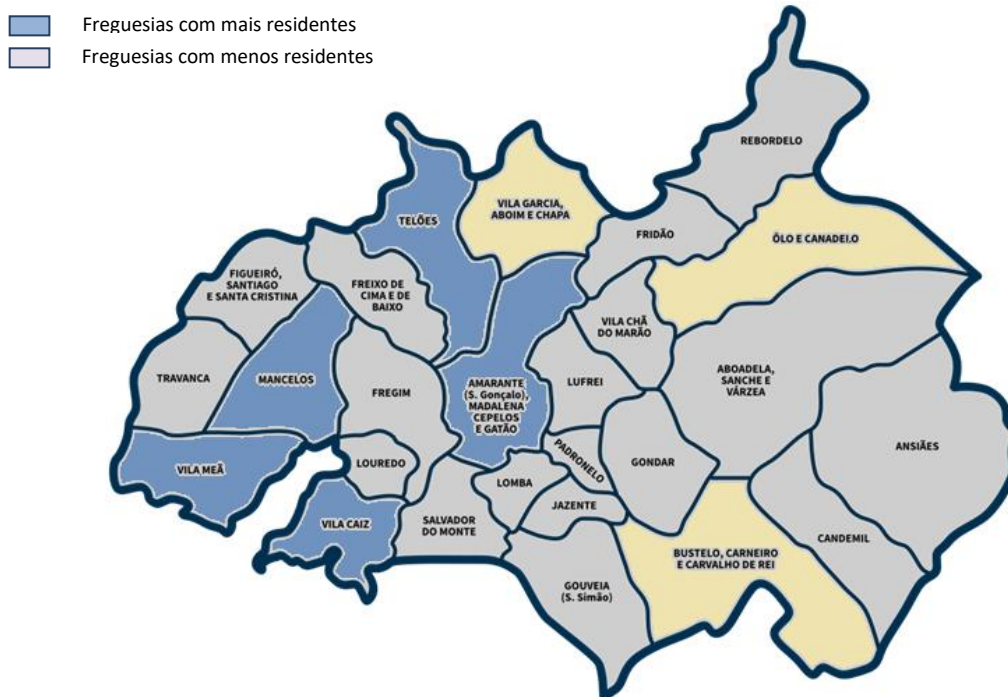 Freguesias com mais residentes
Freguesias com menos residentes
REBORDELO
TELÕES
VILA GARCIA,
ABOIM E CHAPA
FRIDÃO
ÔLO E CANADELO
FIGUEIRÓ,
SANTIAGO
E SANTA CRISTINA
FREIXO DE
CIMA E DE
BAIXO
VILA CHÃ
DO MARÃO
TRAVANCA
MANCELOS
FREGIM
AMARANTE
(S. Gonçalo),
MADALENA
CEPELOS
E GATÃO
LUFREI
ABOADELA,
SANCHE E
VÁRZEA
ANSIÃES
VILA MEÃ
LOUREDO
LOMBA
PADRONELO
GONDAR
JAZENTE
VILA CAIZ
SALVADOR
DO MONTE
CANDEMIL
BUSTELO, CARNEIRO
E CARVALHO DE REI
GOUVEIA
(S. Simão)